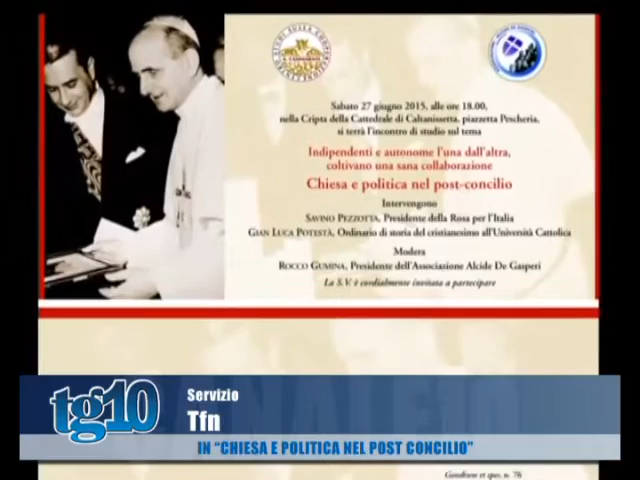 Sabato 27 giugno 2015, alle ore 18.00,
nella Cripta della Cattedrale di Caltanissetta, piazzetta Pescheria,
si terrà l'incontro di studio sul tema
Indipendenti e autonome l'una dall'altra,
coltivano una sana collaborazione
Chiesa e politica nel post-concilio
Intervengono
SAVINO PEZZOTTA, Presidente della Rosa per l'Italia
GIAN LUCA POTESTÀ, Ordinario di storia del cristianesimo all'Università Cattolica
Modera
ROCCO GUMINA, Presidente dell'Associazione Alcide De Gasperi
La S.V. è cordialmente invitata a partecipare
tg10
Servizio
Tfn
IN "CHIESA E POLITICA NEL POST CONCILIO"
Gaudium et spes, n. 76